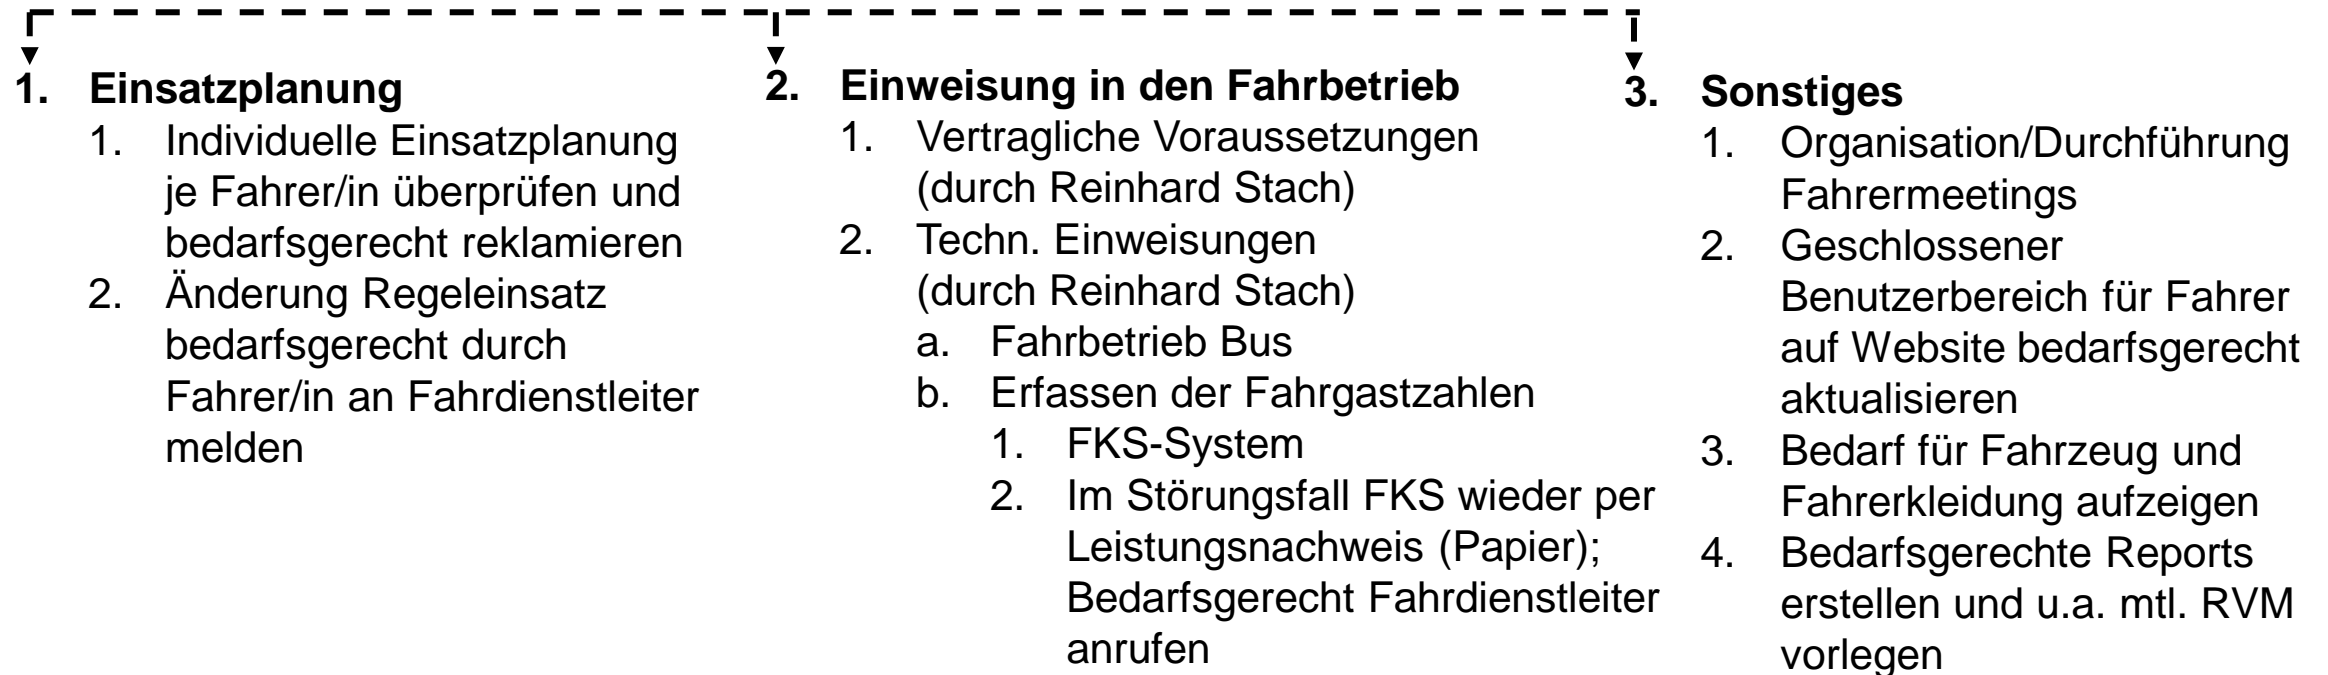 1. Einsatzplanung
1. Individuelle Einsatzplanung
je Fahrer/in überprüfen und
bedarfsgerecht reklamieren
2. Änderung Regeleinsatz
bedarfsgerecht durch
Fahrer/in an Fahrdienstleiter
melden
2. Einweisung in den Fahrbetrieb
1. Vertragliche Voraussetzungen
(durch Reinhard Stach)
2. Techn. Einweisungen
(durch Reinhard Stach)
a. Fahrbetrieb Bus
b. Erfassen der Fahrgastzahlen
1. FKS-System
2. Im Störungsfall FKS wieder per
Leistungsnachweis (Papier);
Bedarfsgerecht Fahrdienstleiter
anrufen
3. Sonstiges
1. Organisation/Durchführung
Fahrermeetings
2. Geschlossener
Benutzerbereich für Fahrer
auf Website bedarfsgerecht
aktualisieren
3. Bedarf für Fahrzeug und
Fahrerkleidung aufzeigen
4. Bedarfsgerechte Reports
erstellen und u.a. mtl. RVM
vorlegen